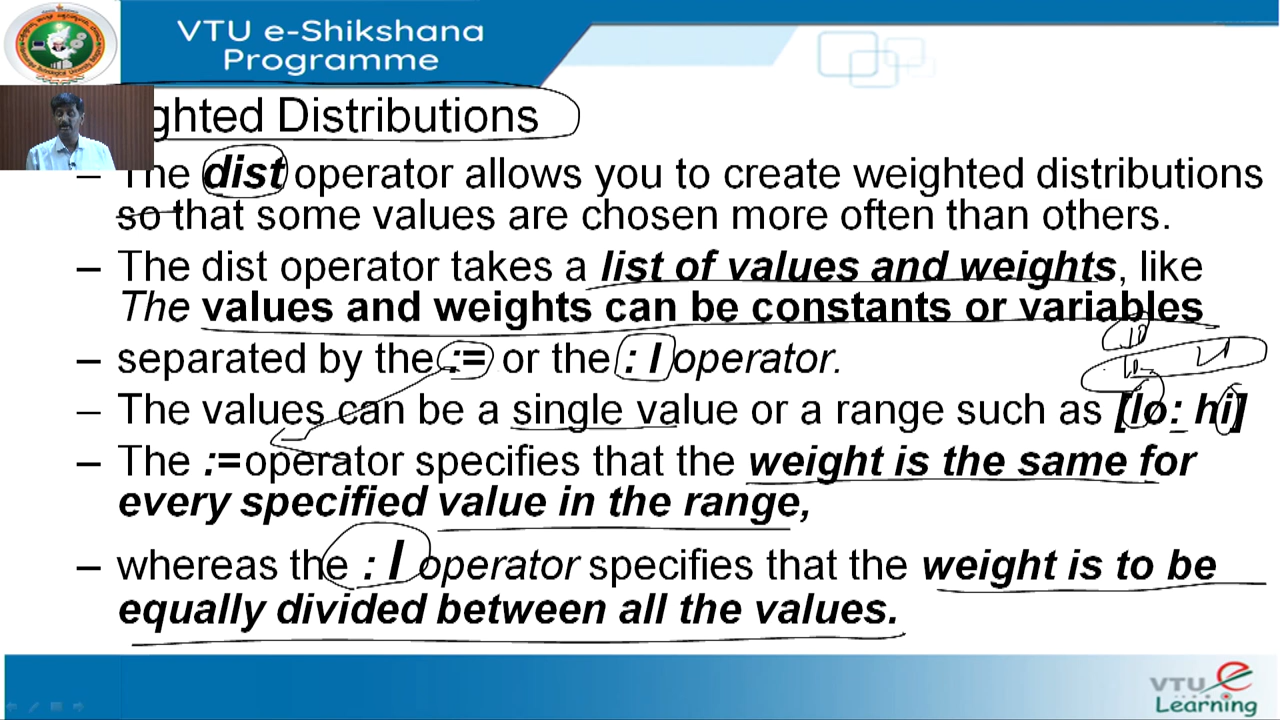 VTU e-Shikshana
Programme
ghted Distributions
– The dist operator allows you to create weighted distributions
so that some values are chosen more often than others.
– The dist operator takes a list of values and weights, like
The values and weights can be constants or variables
– separated by the := or the : I operator.
– The values can be a single value or a range such as [lo: hi]
– The := operator specifies that the weight is the same for
every specified value in the range,
– whereas the : I operator specifies that the weight is to be
equally divided between all the values.
VTU e
Learning